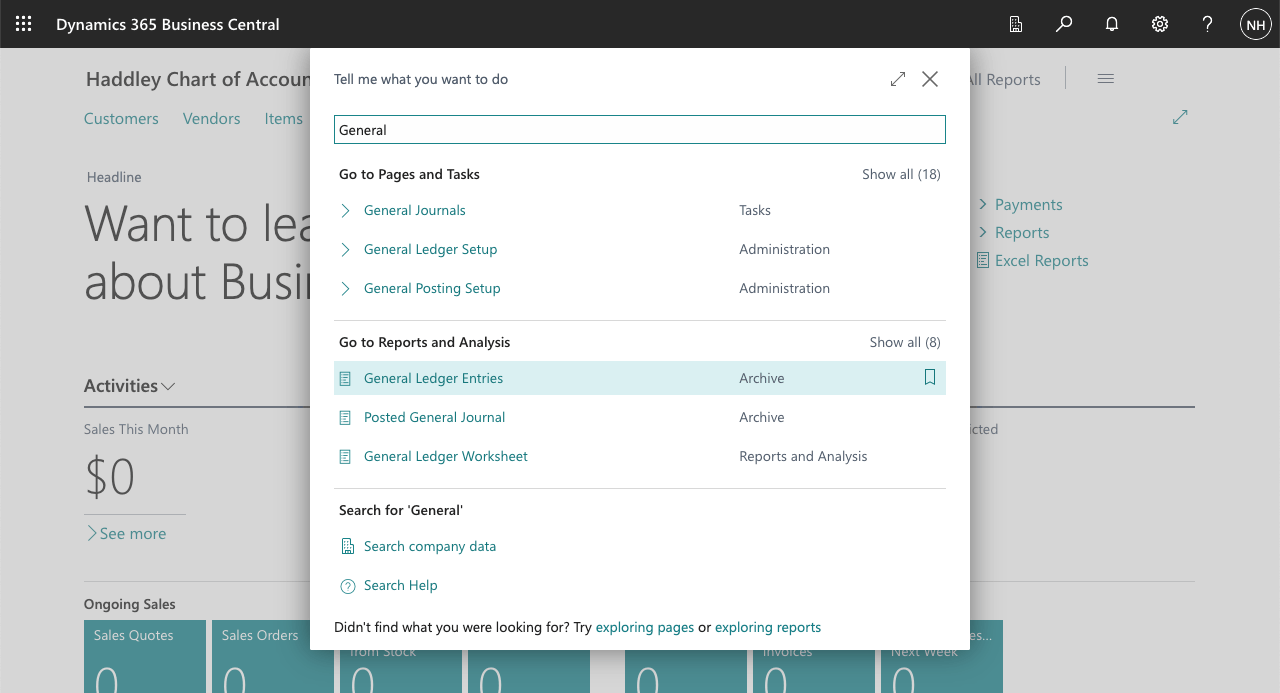 Dynamics 365 Business Central
NH
Tell me what you want to do
Haddley Chart of Accoun
All Reports
Customers Vendors Items
General
Headline
Go to Pages and Tasks Show all (18)
Want to lea
about Busin
General Journals Tasks
General Ledger Setup Administration
General Posting Setup Administration
> Payments
> Reports
Excel Reports
Go to Reports and Analysis Show all (8)
General Ledger Entries Archive
Posted General Journal Archive
General Ledger Worksheet Reports and Analysis
Activities
Sales This Month
icted
$0
>See more
Search for 'General'
Search company data
Search Help
Didn't find what you were looking for? Try exploring pages or exploring reports
Ongoing Sales
Sales Quotes Sales Orders from Stock Invoices Next Week es...
0 0 0 0 0 0 0